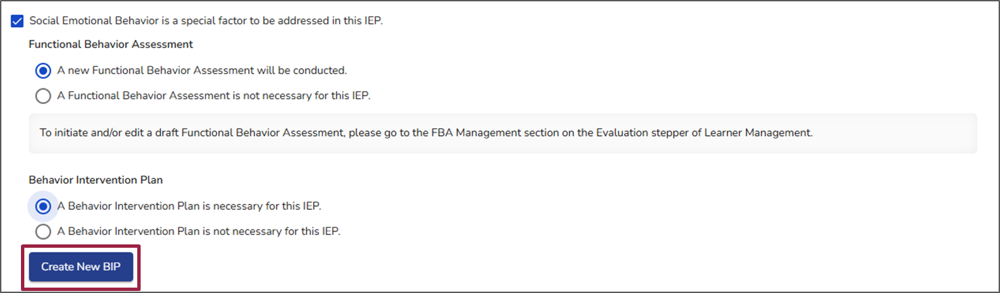 Social Emotional Behavior is a special factor to be addressed in this IEP.
Functional Behavior Assessment
A new Functional Behavior Assessment will be conducted.
A Functional Behavior Assessment is not necessary for this IEP.
To initiate and/or edit a draft Functional Behavior Assessment, please go to the FBA Management section on the Evaluation stepper of Learner Management.
Behavior Intervention Plan
A Behavior Intervention Plan is necessary for this IEP.
A Behavior Intervention Plan is not necessary for this IEP.
Create New BIP